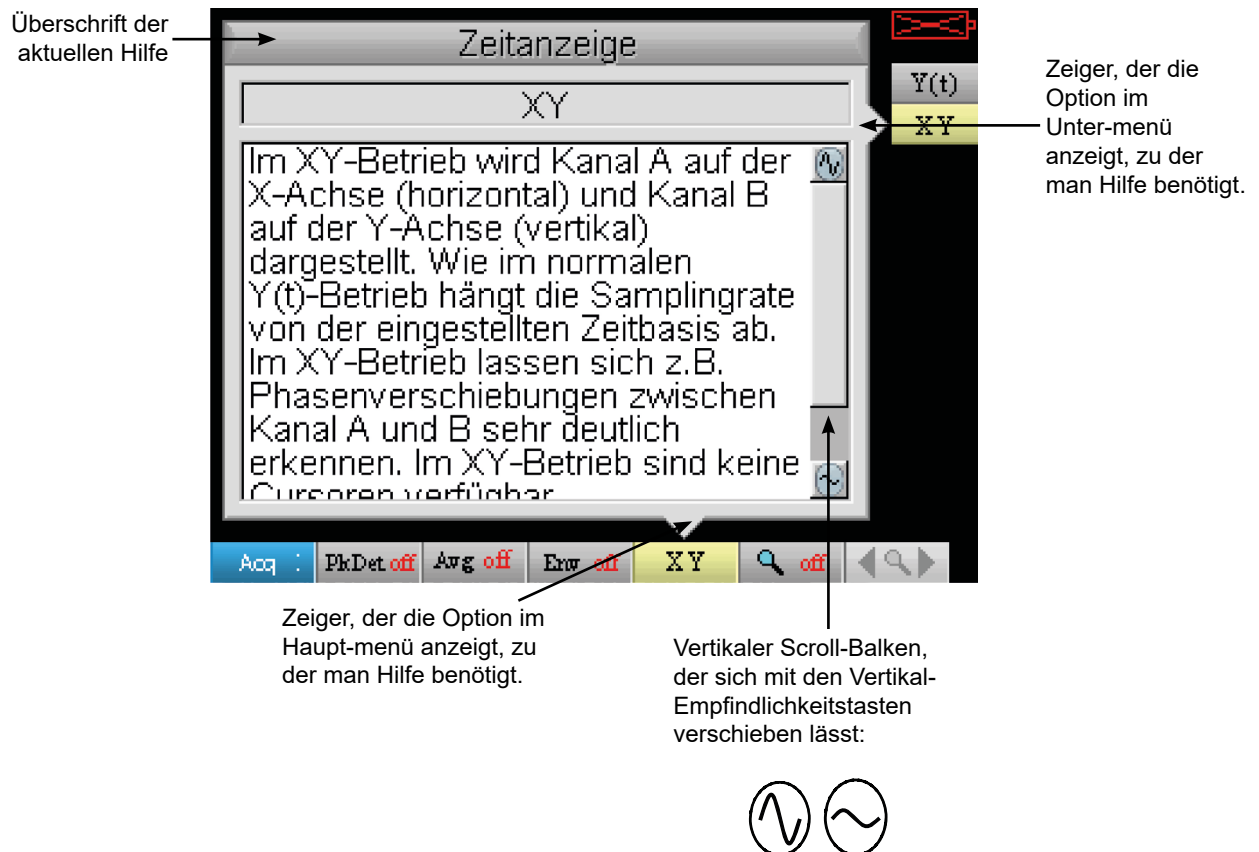 Überschrift der
aktuellen Hilfe
Zeitanzeige
XY
Im XY-Betrieb wird Kanal A auf der
X-Achse (horizontal) und Kanal B
auf der Y-Achse (vertikal)
dargestellt. Wie im normalen
Y(t)-Betrieb hängt die Samplingrate
von der eingestellten Zeitbasis ab.
Im XY-Betrieb lassen sich z.B.
Phasenverschiebungen zwischen
Kanal A und B sehr deutlich
erkennen. Im XY-Betrieb sind keine
Cursoren verfügbar
Y(t)
XY
Zeiger, der die
Option im
Unter-menü
anzeigt, zu der
man Hilfe benötigt.
Acq : PkDet off Avg off Env off XY off
Zeiger, der die Option im
Haupt-menü anzeigt, zu
der man Hilfe benötigt.
Vertikaler Scroll-Balken,
der sich mit den Vertikal-
Empfindlichkeitstasten
verschieben lässt: